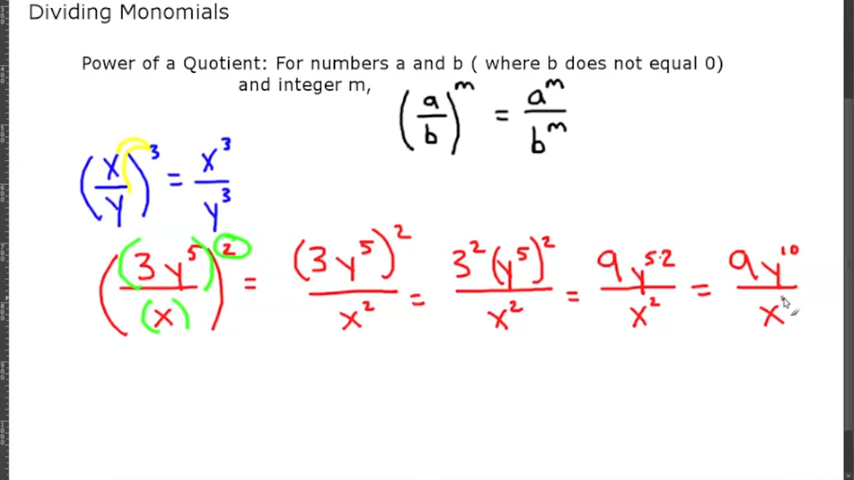 Dividing Monomials
Power of a Quotient: For numbers a and b ( where b does not equal 0)
and integer m,
(a/b)^m = a^m/b^m
(x/y)^3 = x^3/y^3
((3y^5)/(x))^2 = (3y^5)^2/x^2 = 3^2(y^5)^2/x^2 = 9y^5·2/x^2 = 9y^10/x